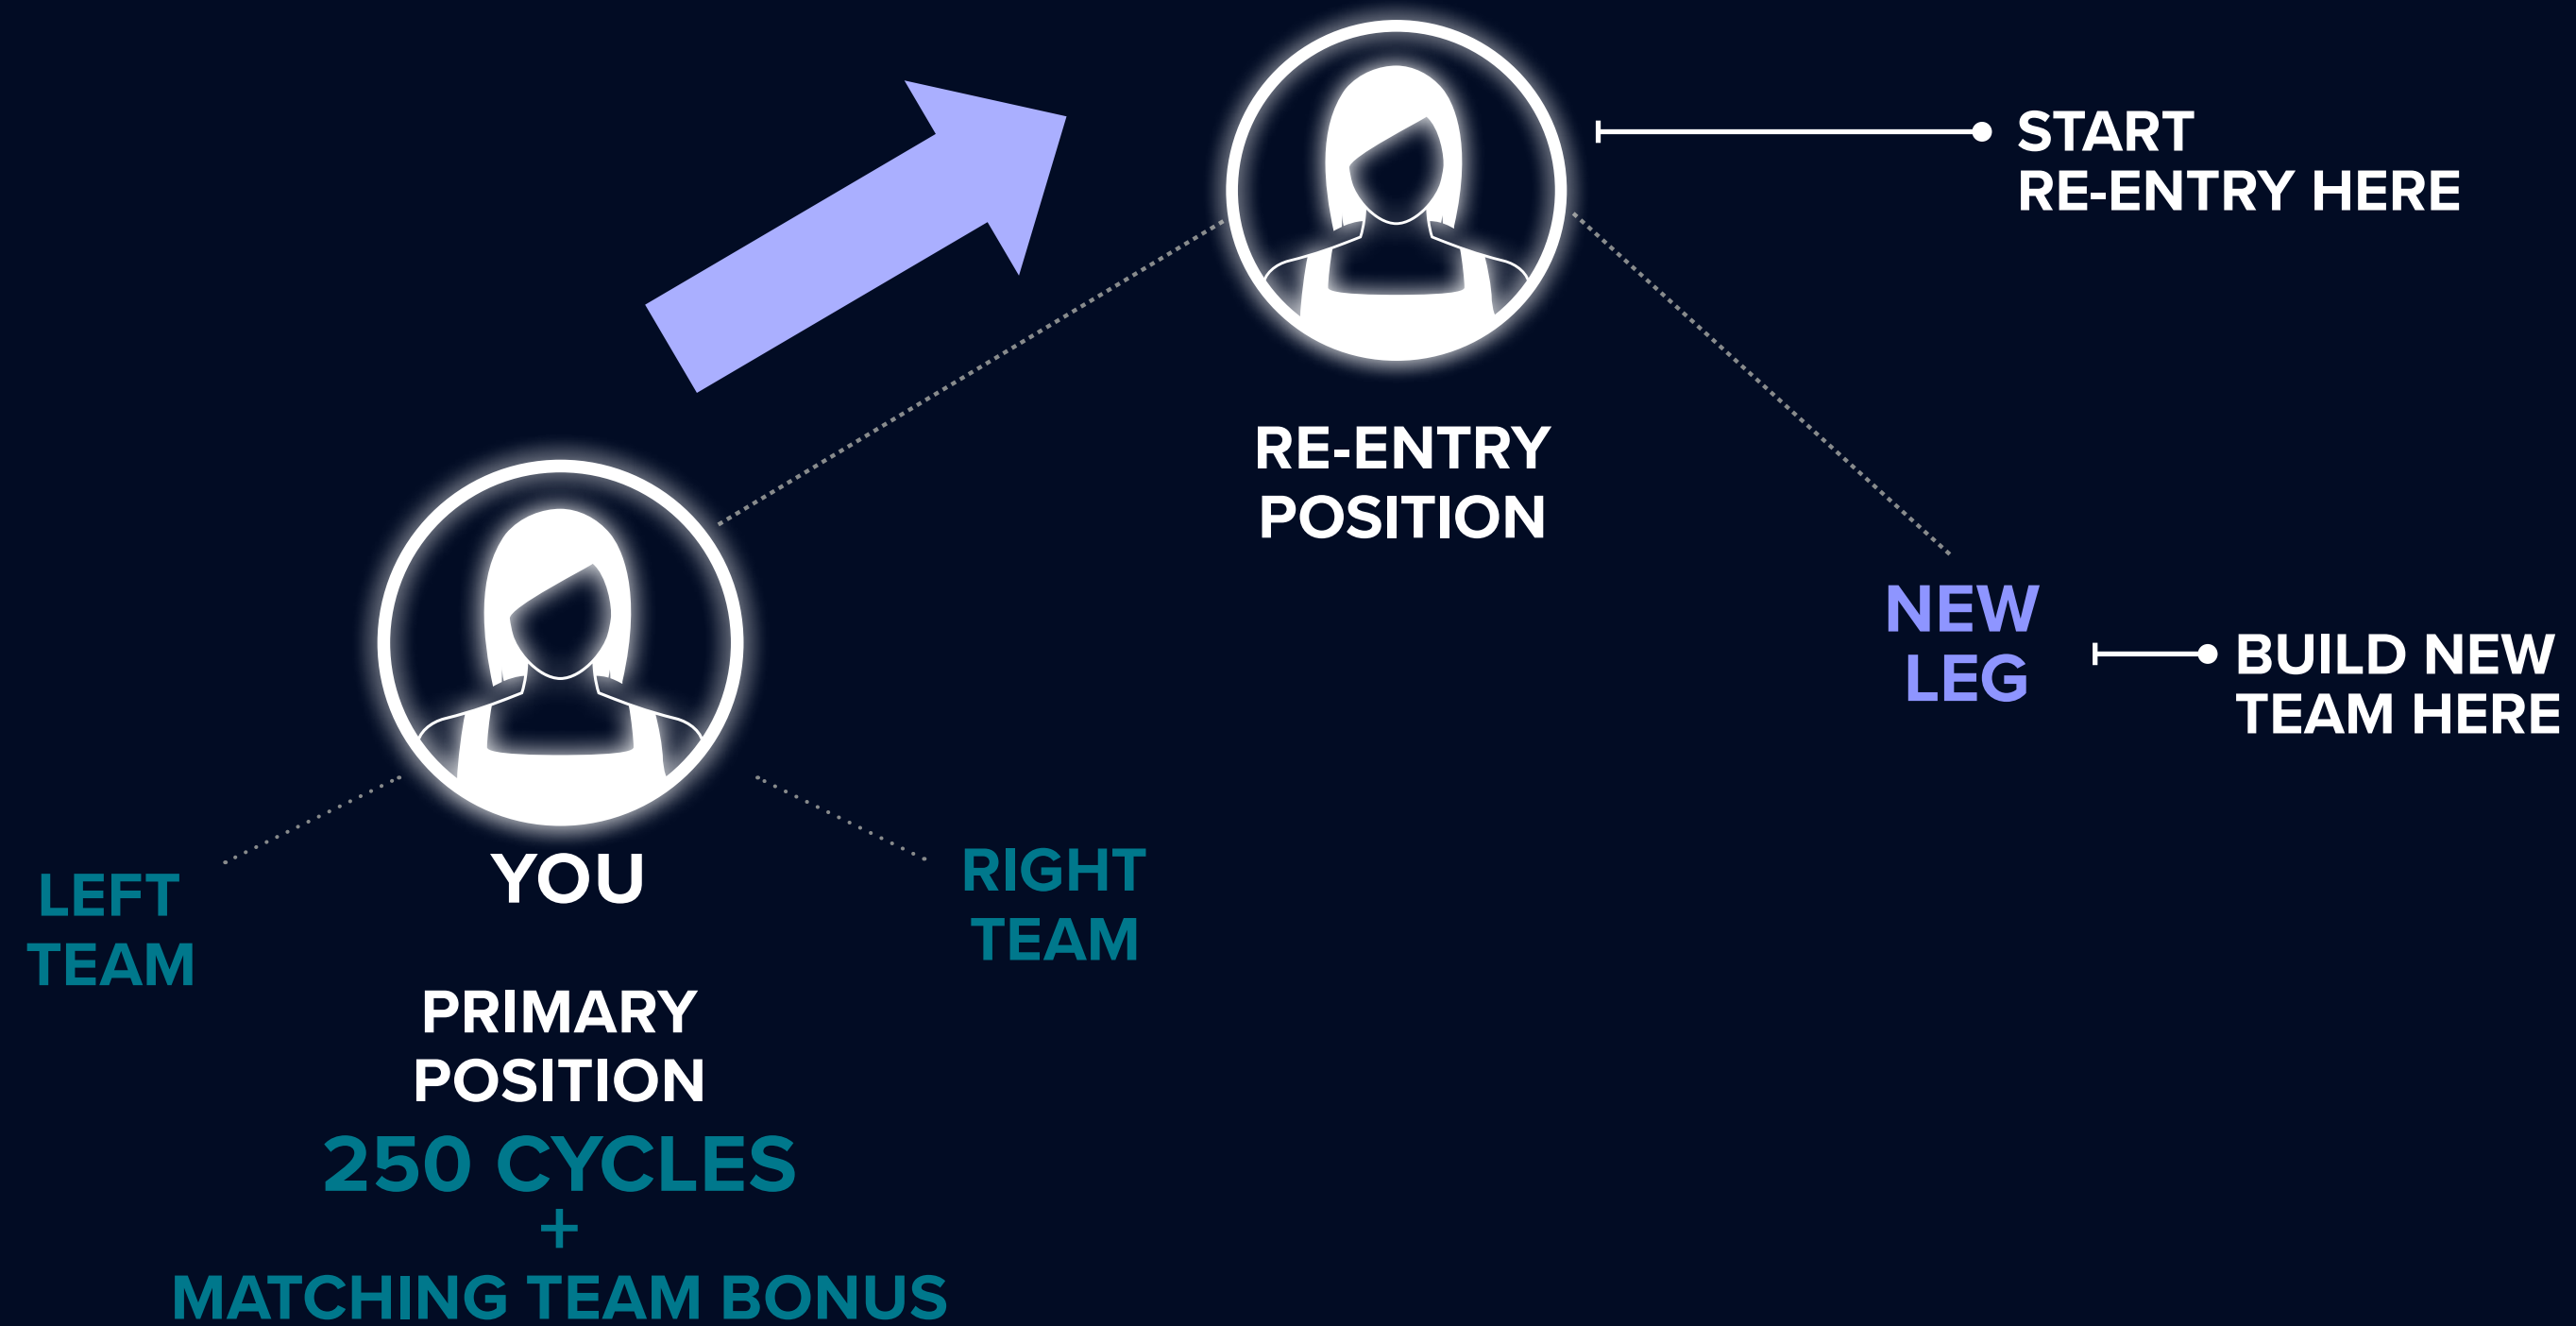 START
RE-ENTRY HERE
RE-ENTRY
POSITION
NEW
LEG
BUILD NEW
TEAM HERE
LEFT
TEAM
YOU
RIGHT
TEAM
PRIMARY
POSITION
250 CYCLES
+
MATCHING TEAM BONUS